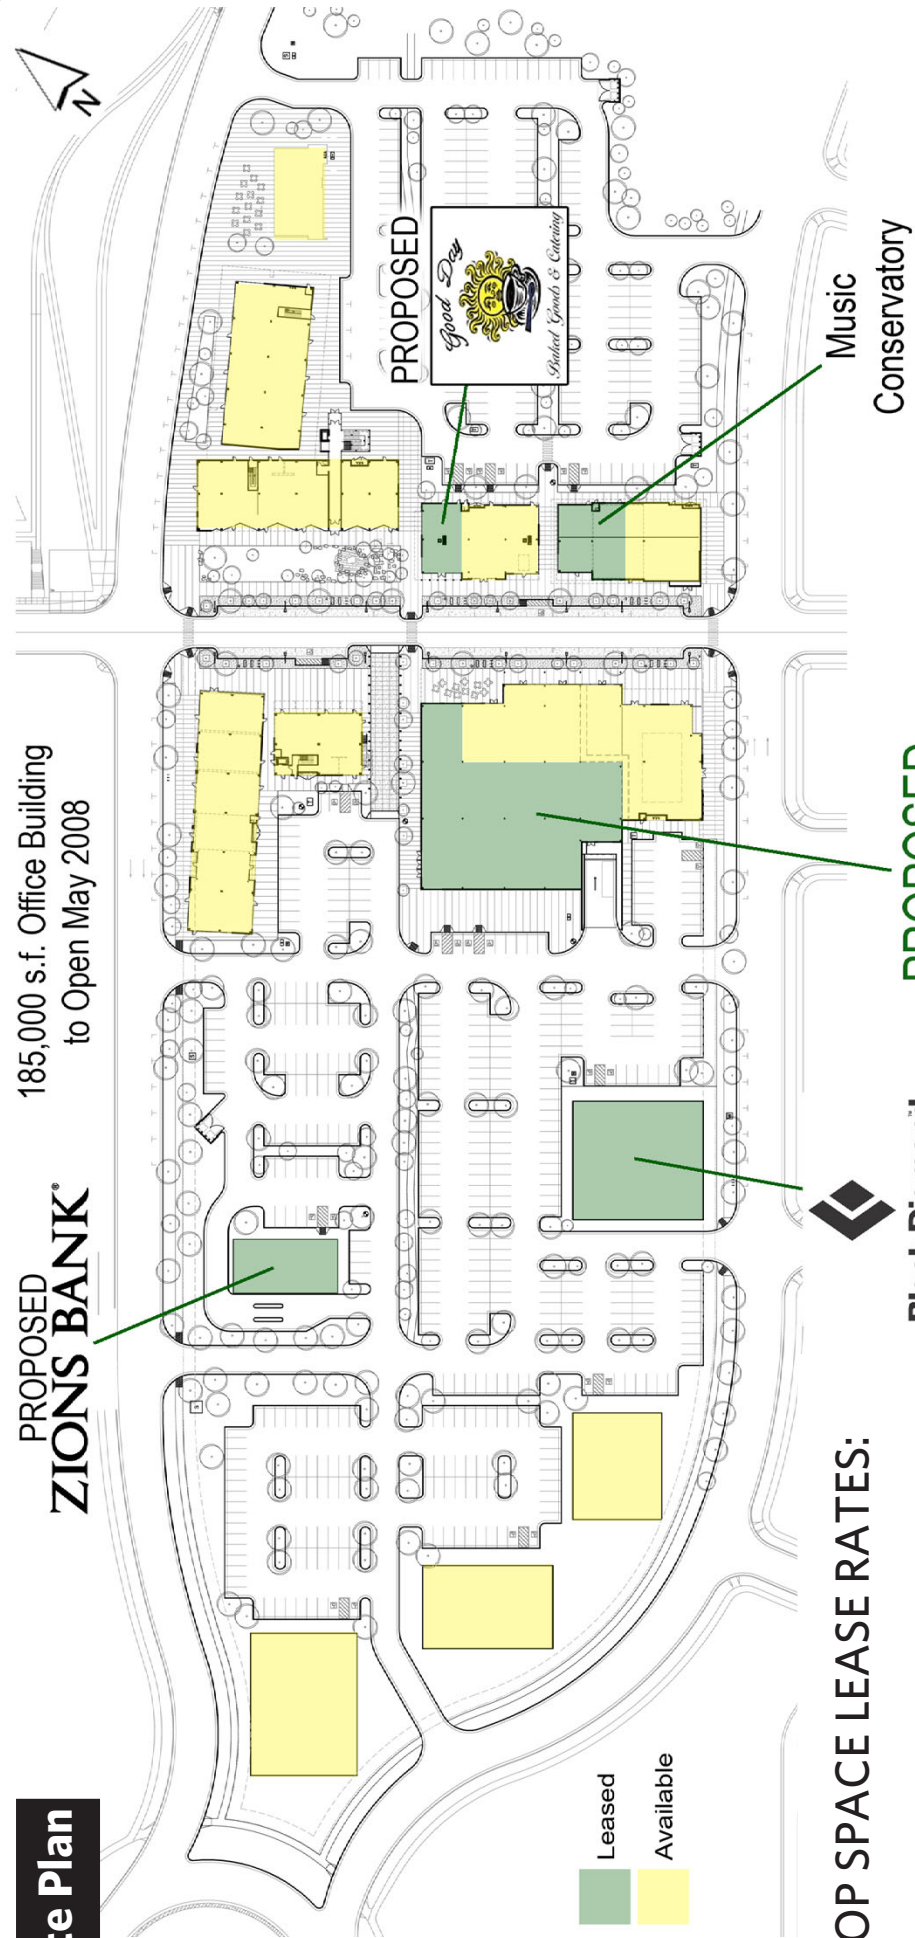 te Plan
PROPOSED
ZIONS BANK®
185,000 s.f. Office Building
to Open May 2008
N
PROPOSED
Good Day
Baked Goods & Catering
Music
Conservatory
PROPOSED
Leased
Available
OP SPACE LEASE RATES: